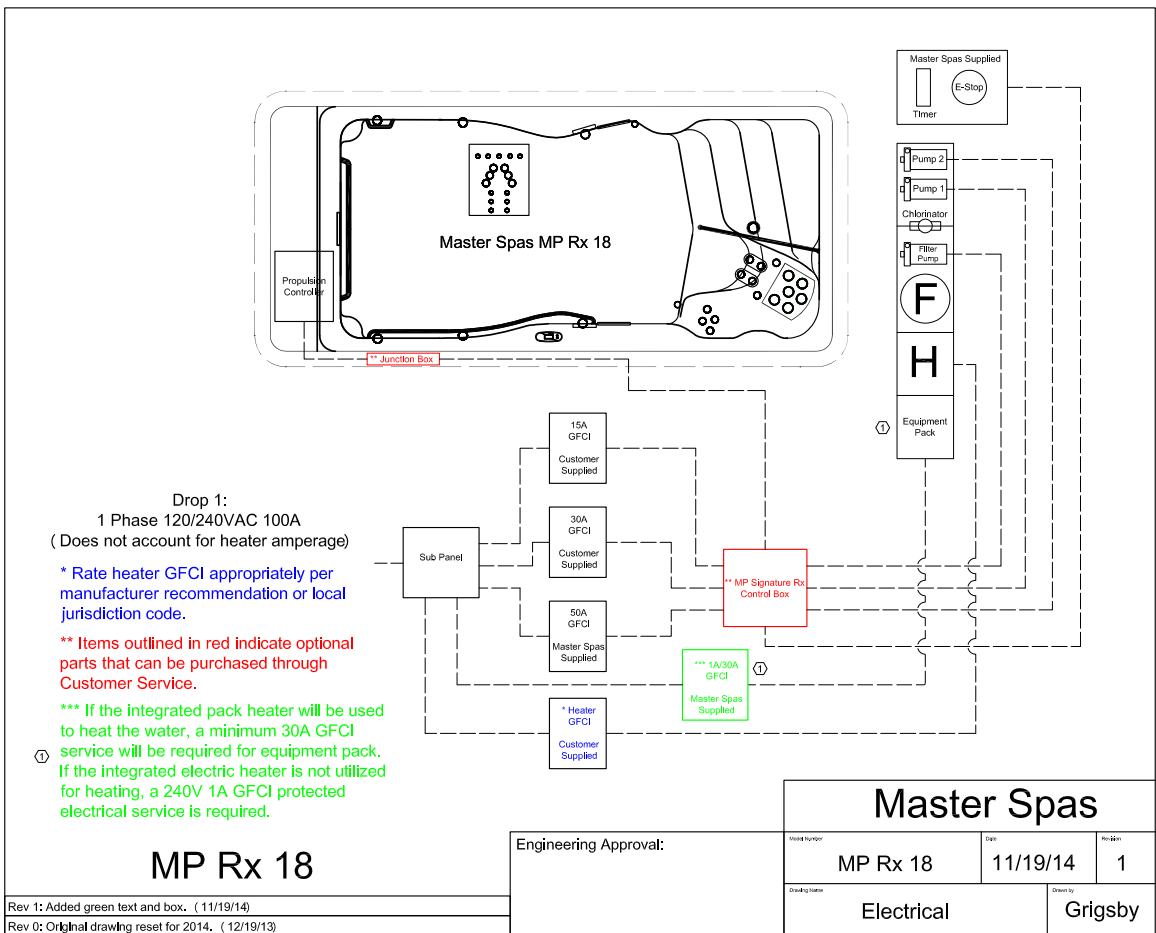 Master Spas Supplied
E-Stop
Timer
Pump 2
Pump 1
Chlorinator
Filter
Pump
F
H
Equipment
Pack
1
Master Spas MP Rx 18
Propulsion
Controller
** Junction Box
15A
GFCI
Customer
Supplied
30A
GFCI
Customer
Supplied
50A
GFCI
Master Spas
Supplied
Sub Panel
** MP Signature Rx
Control Box
*** 1A/30A
GFCI
Master Spas
Supplied
1
* Heater
GFCI
Customer
Supplied
Drop 1:
1 Phase 120/240VAC 100A
( Does not account for heater amperage)
* Rate heater GFCI appropriately per
manufacturer recommendation or local
jurisdiction code.
** Items outlined in red indicate optional
parts that can be purchased through
Customer Service.
*** If the integrated pack heater will be used
to heat the water, a minimum 30A GFCI
1 service will be required for equipment pack.
If the integrated electric heater is not utilized
for heating, a 240V 1A GFCI protected
electrical service is required.
MP Rx 18
Rev 1: Added green text and box. ( 11/19/14)
Rev 0: Original drawing reset for 2014. ( 12/19/13)
Engineering Approval:
Master Spas
Model Number
MP Rx 18
Date
11/19/14
Revision
1
Drawing Name
Electrical
Drawn by
Grigsby